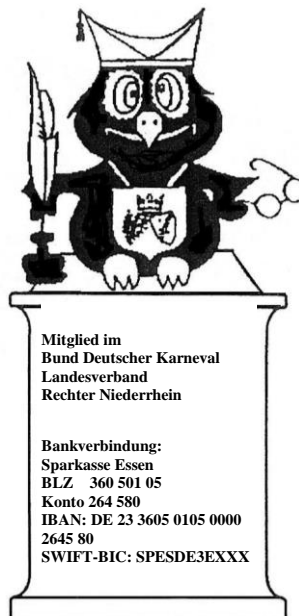 Mitglied im
Bund Deutscher Karneval
Landesverband
Rechter Niederrhein
Bankverbindung:
Sparkasse Essen
BLZ 360 501 05
Konto 264 580
IBAN: DE 23 3605 0105 0000
2645 80
SWIFT-BIC: SPESDE3EXXX